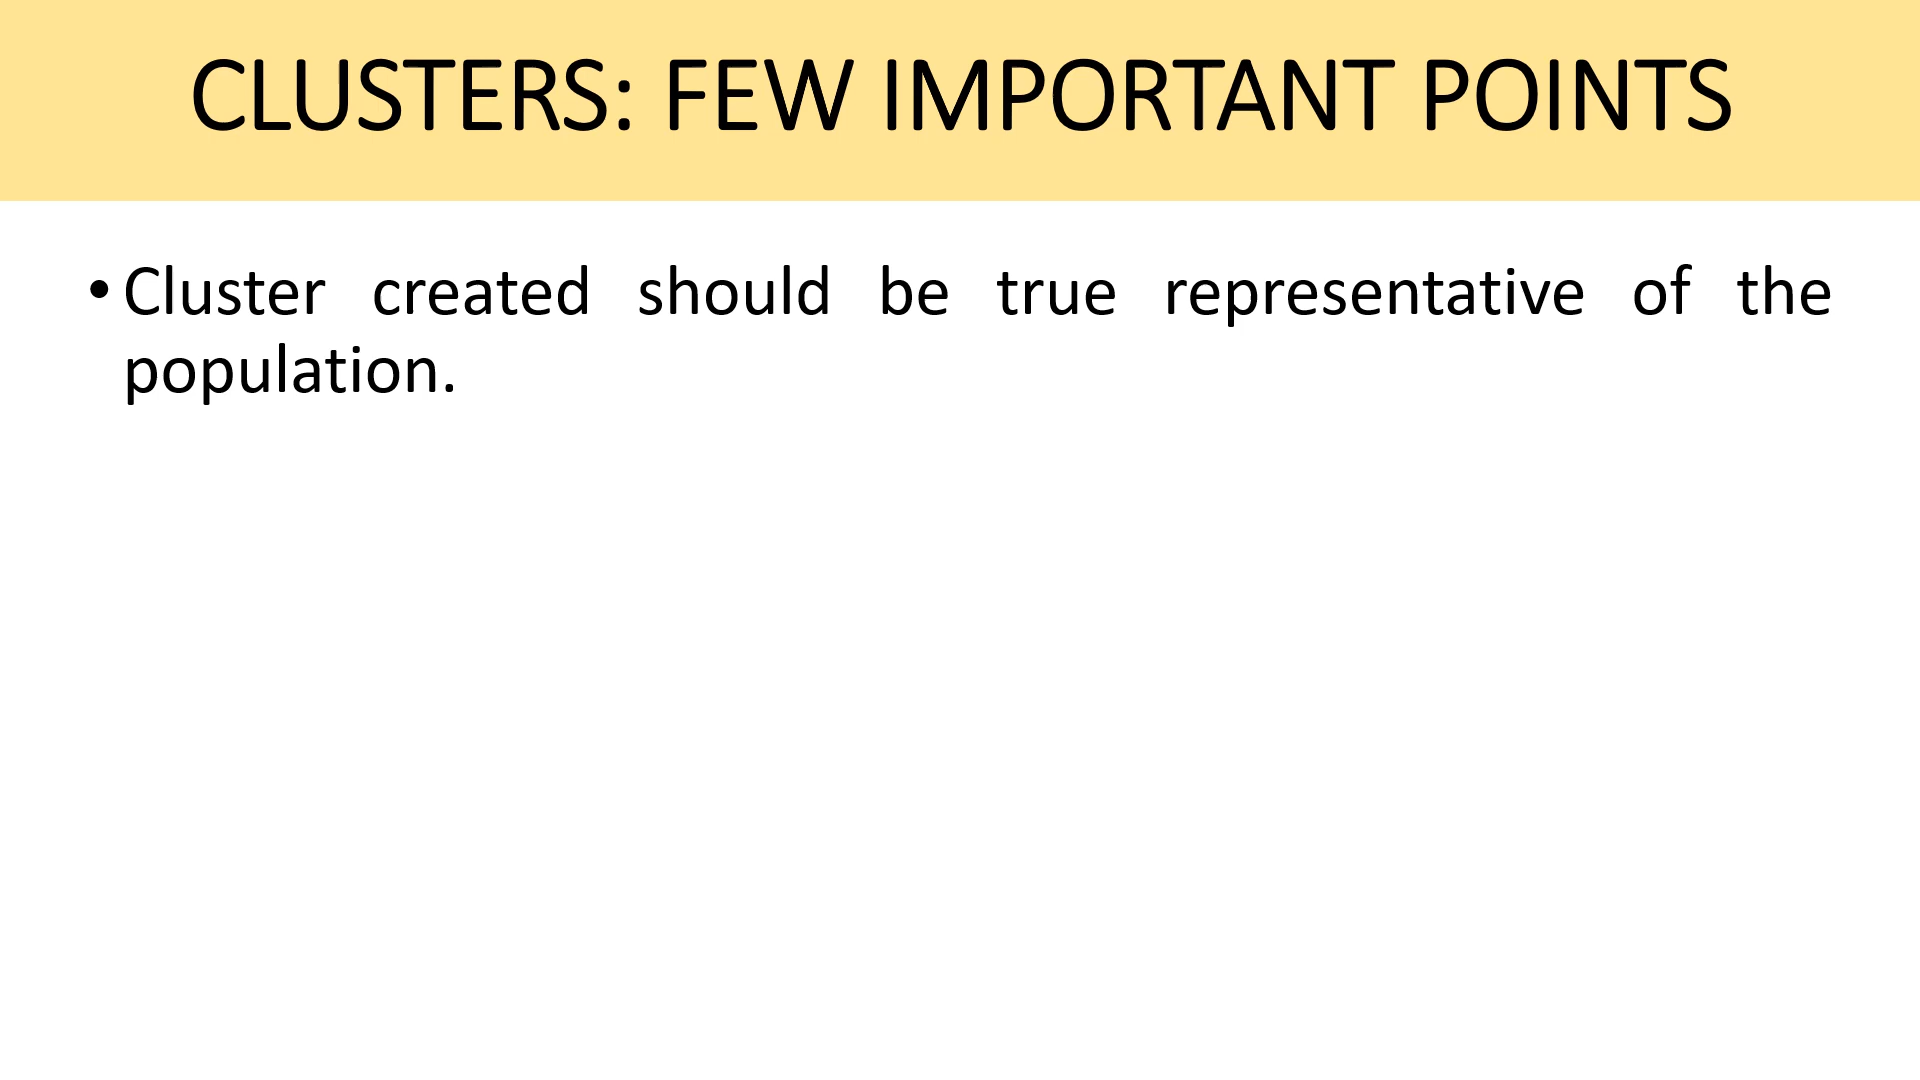 CLUSTERS: FEW IMPORTANT POINTS
• Cluster created should be true representative of the
population.